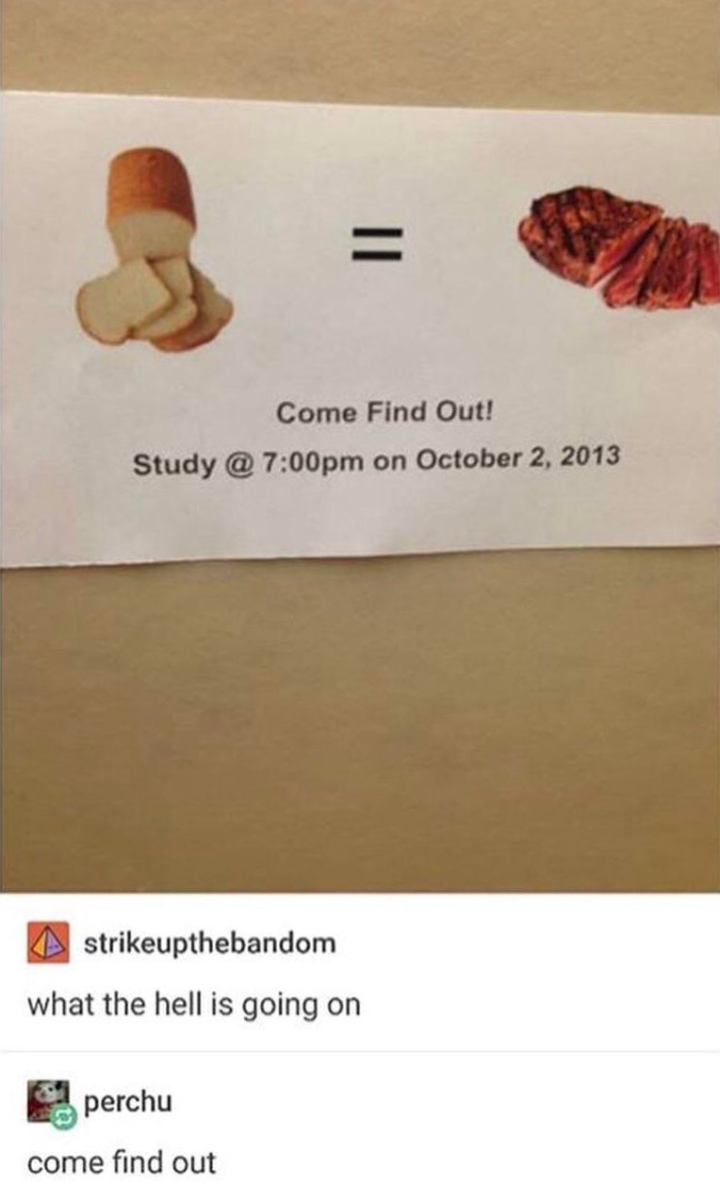 =
Come Find Out!
Study @ 7:00pm on October 2, 2013
strikeupthebandom
what the hell is going on
perchu
come find out